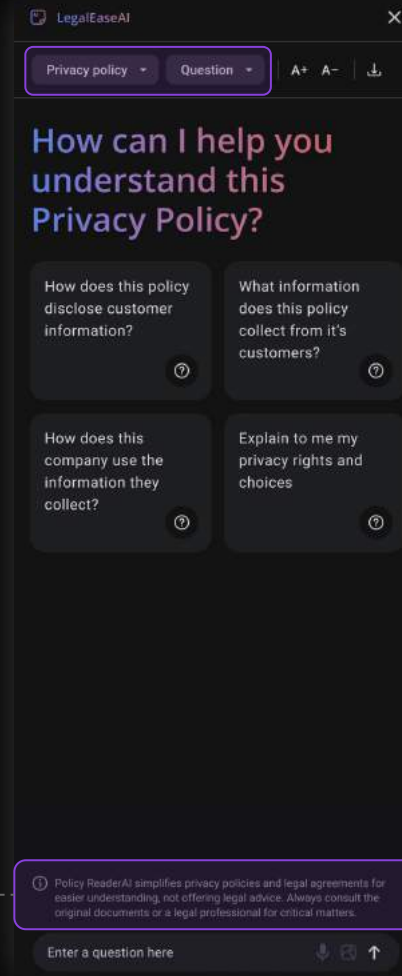 LegalEaseAI
Privacy policy Question A+ A-
How can I help you
understand this
Privacy Policy?
How does this policy
disclose customer
information?
What information
does this policy
collect from it's
customers?
How does this
company use the
information they
collect?
Explain to me my
privacy rights and
choices
Policy ReaderAI simplifies privacy policies and legal agreements for
easier understanding, not offering legal advice. Always consult the
original documents or a legal professional for critical matters.
Enter a question here